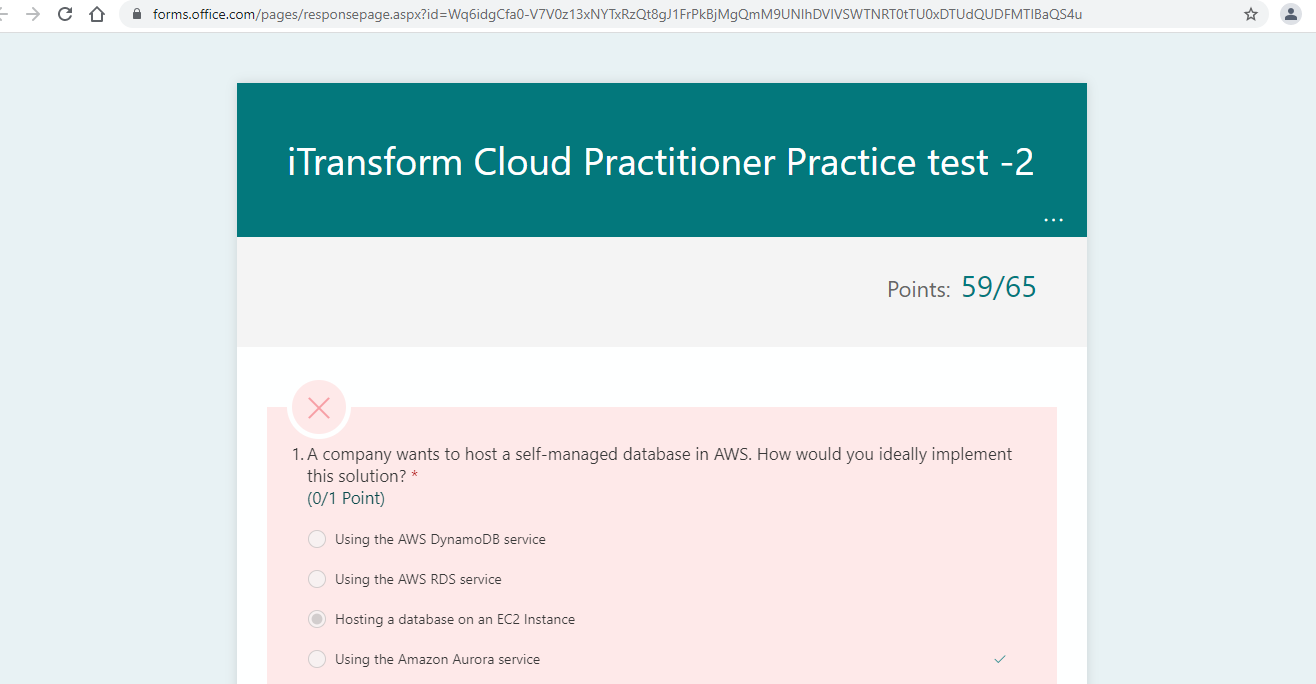 forms.office.com/pages/responsepage.aspx?id=Wq6idgCfa0-V7V0z13xNYTxRzQt8gJ1FrPkBjMgQmM9UNlhDVlVSWTNRT0tTU0xDTUdQUDFMTlBaQS4u
iTransform Cloud Practitioner Practice test -2
...
Points: 59/65
1. A company wants to host a self-managed database in AWS. How would you ideally implement
this solution? *
(0/1 Point)
Using the AWS DynamoDB service
Using the AWS RDS service
Hosting a database on an EC2 Instance
Using the Amazon Aurora service